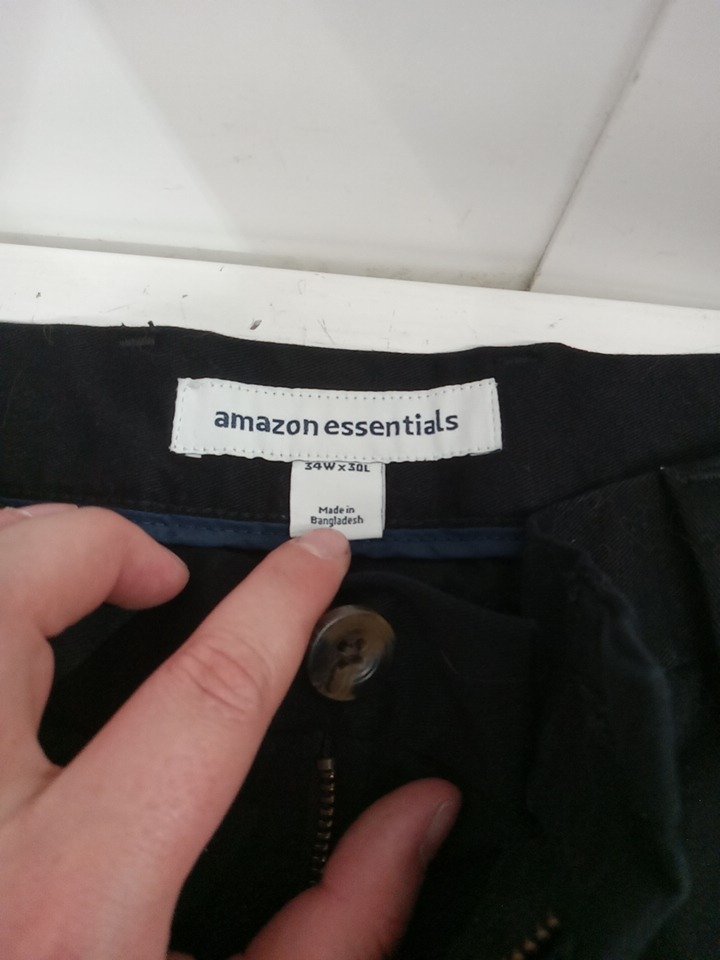 amazon essentials
34W x 30L
Made in
Bangladesh